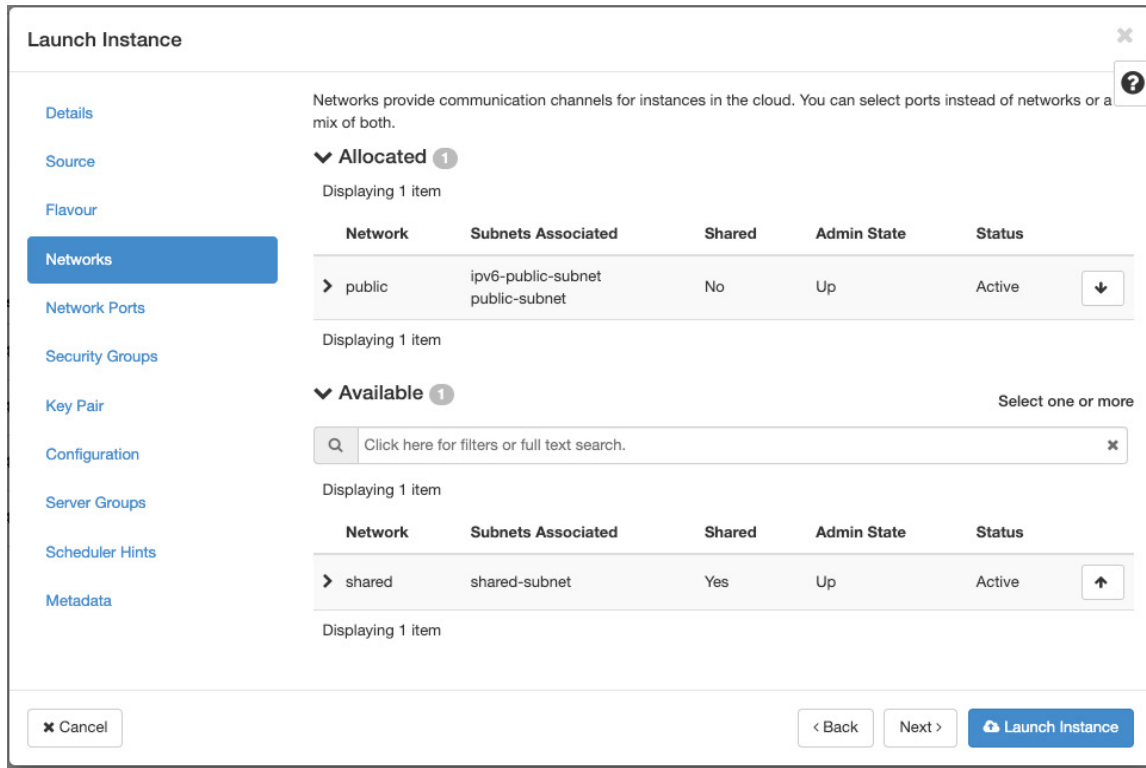 Launch Instance
Details
Source
Flavour
Networks
Network Ports
Security Groups
Key Pair
Configuration
Server Groups
Scheduler Hints
Metadata
Networks provide communication channels for instances in the cloud. You can select ports instead of networks or a
mix of both.
Allocated 1
Displaying 1 item
Network Subnets Associated Shared Admin State Status
public ipv6-public-subnet No Up Active
public-subnet
Displaying 1 item
Available 1
Select one or more
Click here for filters or full text search.
Displaying 1 item
Network Subnets Associated Shared Admin State Status
shared shared-subnet Yes Up Active
Displaying 1 item
Cancel
< Back
Next >
Launch Instance